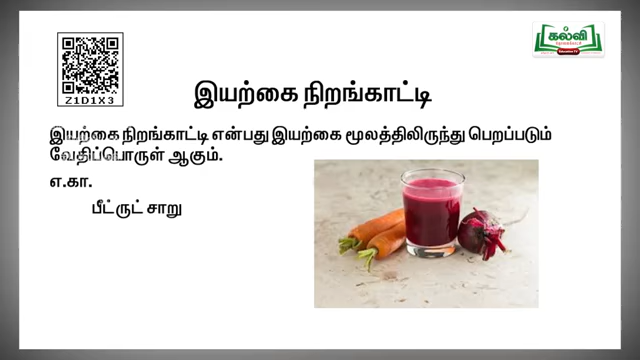 கல்வி
Z1D1X3
இயற்கை நிறங்காட்டி
இயற்கை நிறங்காட்டி என்பது இயற்கை மூலத்திலிருந்து பெறப்படும்
வேதிப்பொருள் ஆகும்.
எ.கா.
பீட்ருட் சாறு